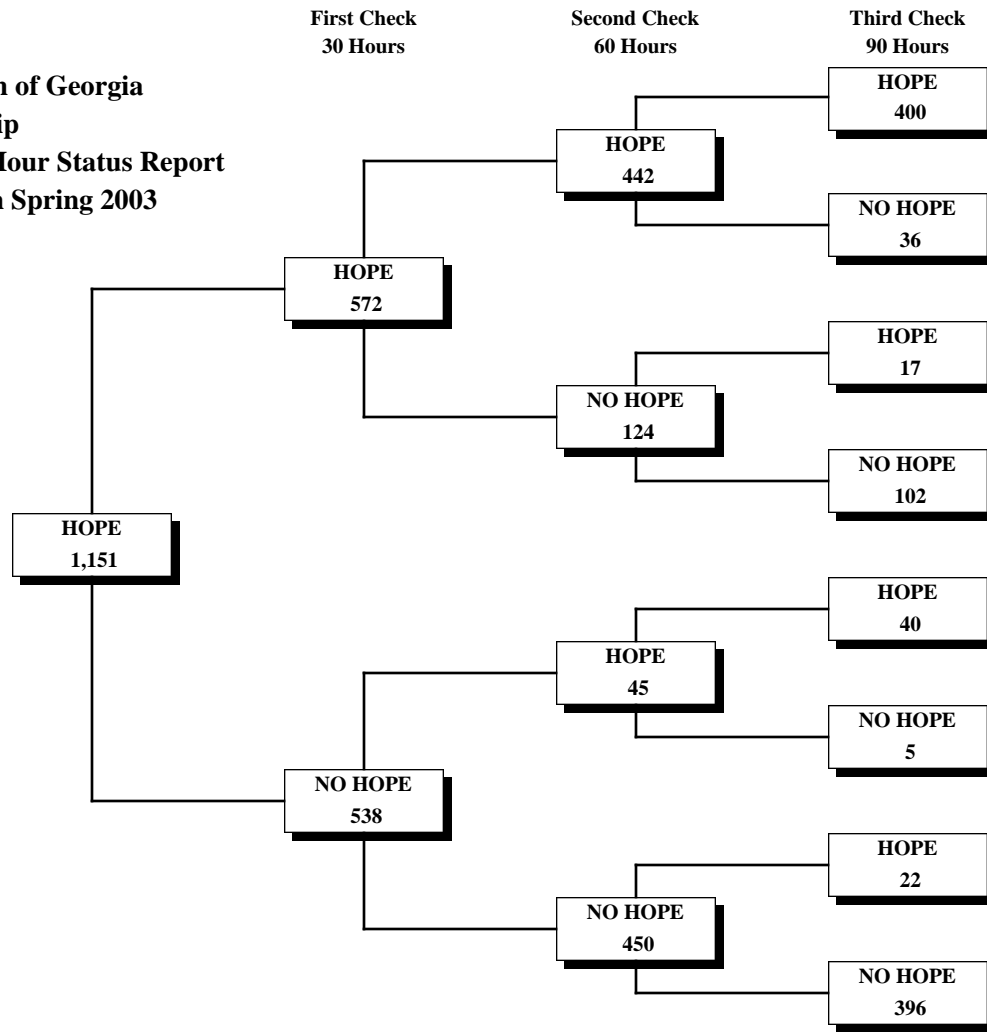 First Check
30 Hours
Second Check
60 Hours
Third Check
90 Hours
of Georgia
Hour Status Report
Spring 2003
HOPE
1,151
HOPE
572
NO HOPE
538
HOPE
442
NO HOPE
124
HOPE
45
NO HOPE
450
HOPE
400
NO HOPE
36
HOPE
17
NO HOPE
102
HOPE
40
NO HOPE
5
HOPE
22
NO HOPE
396